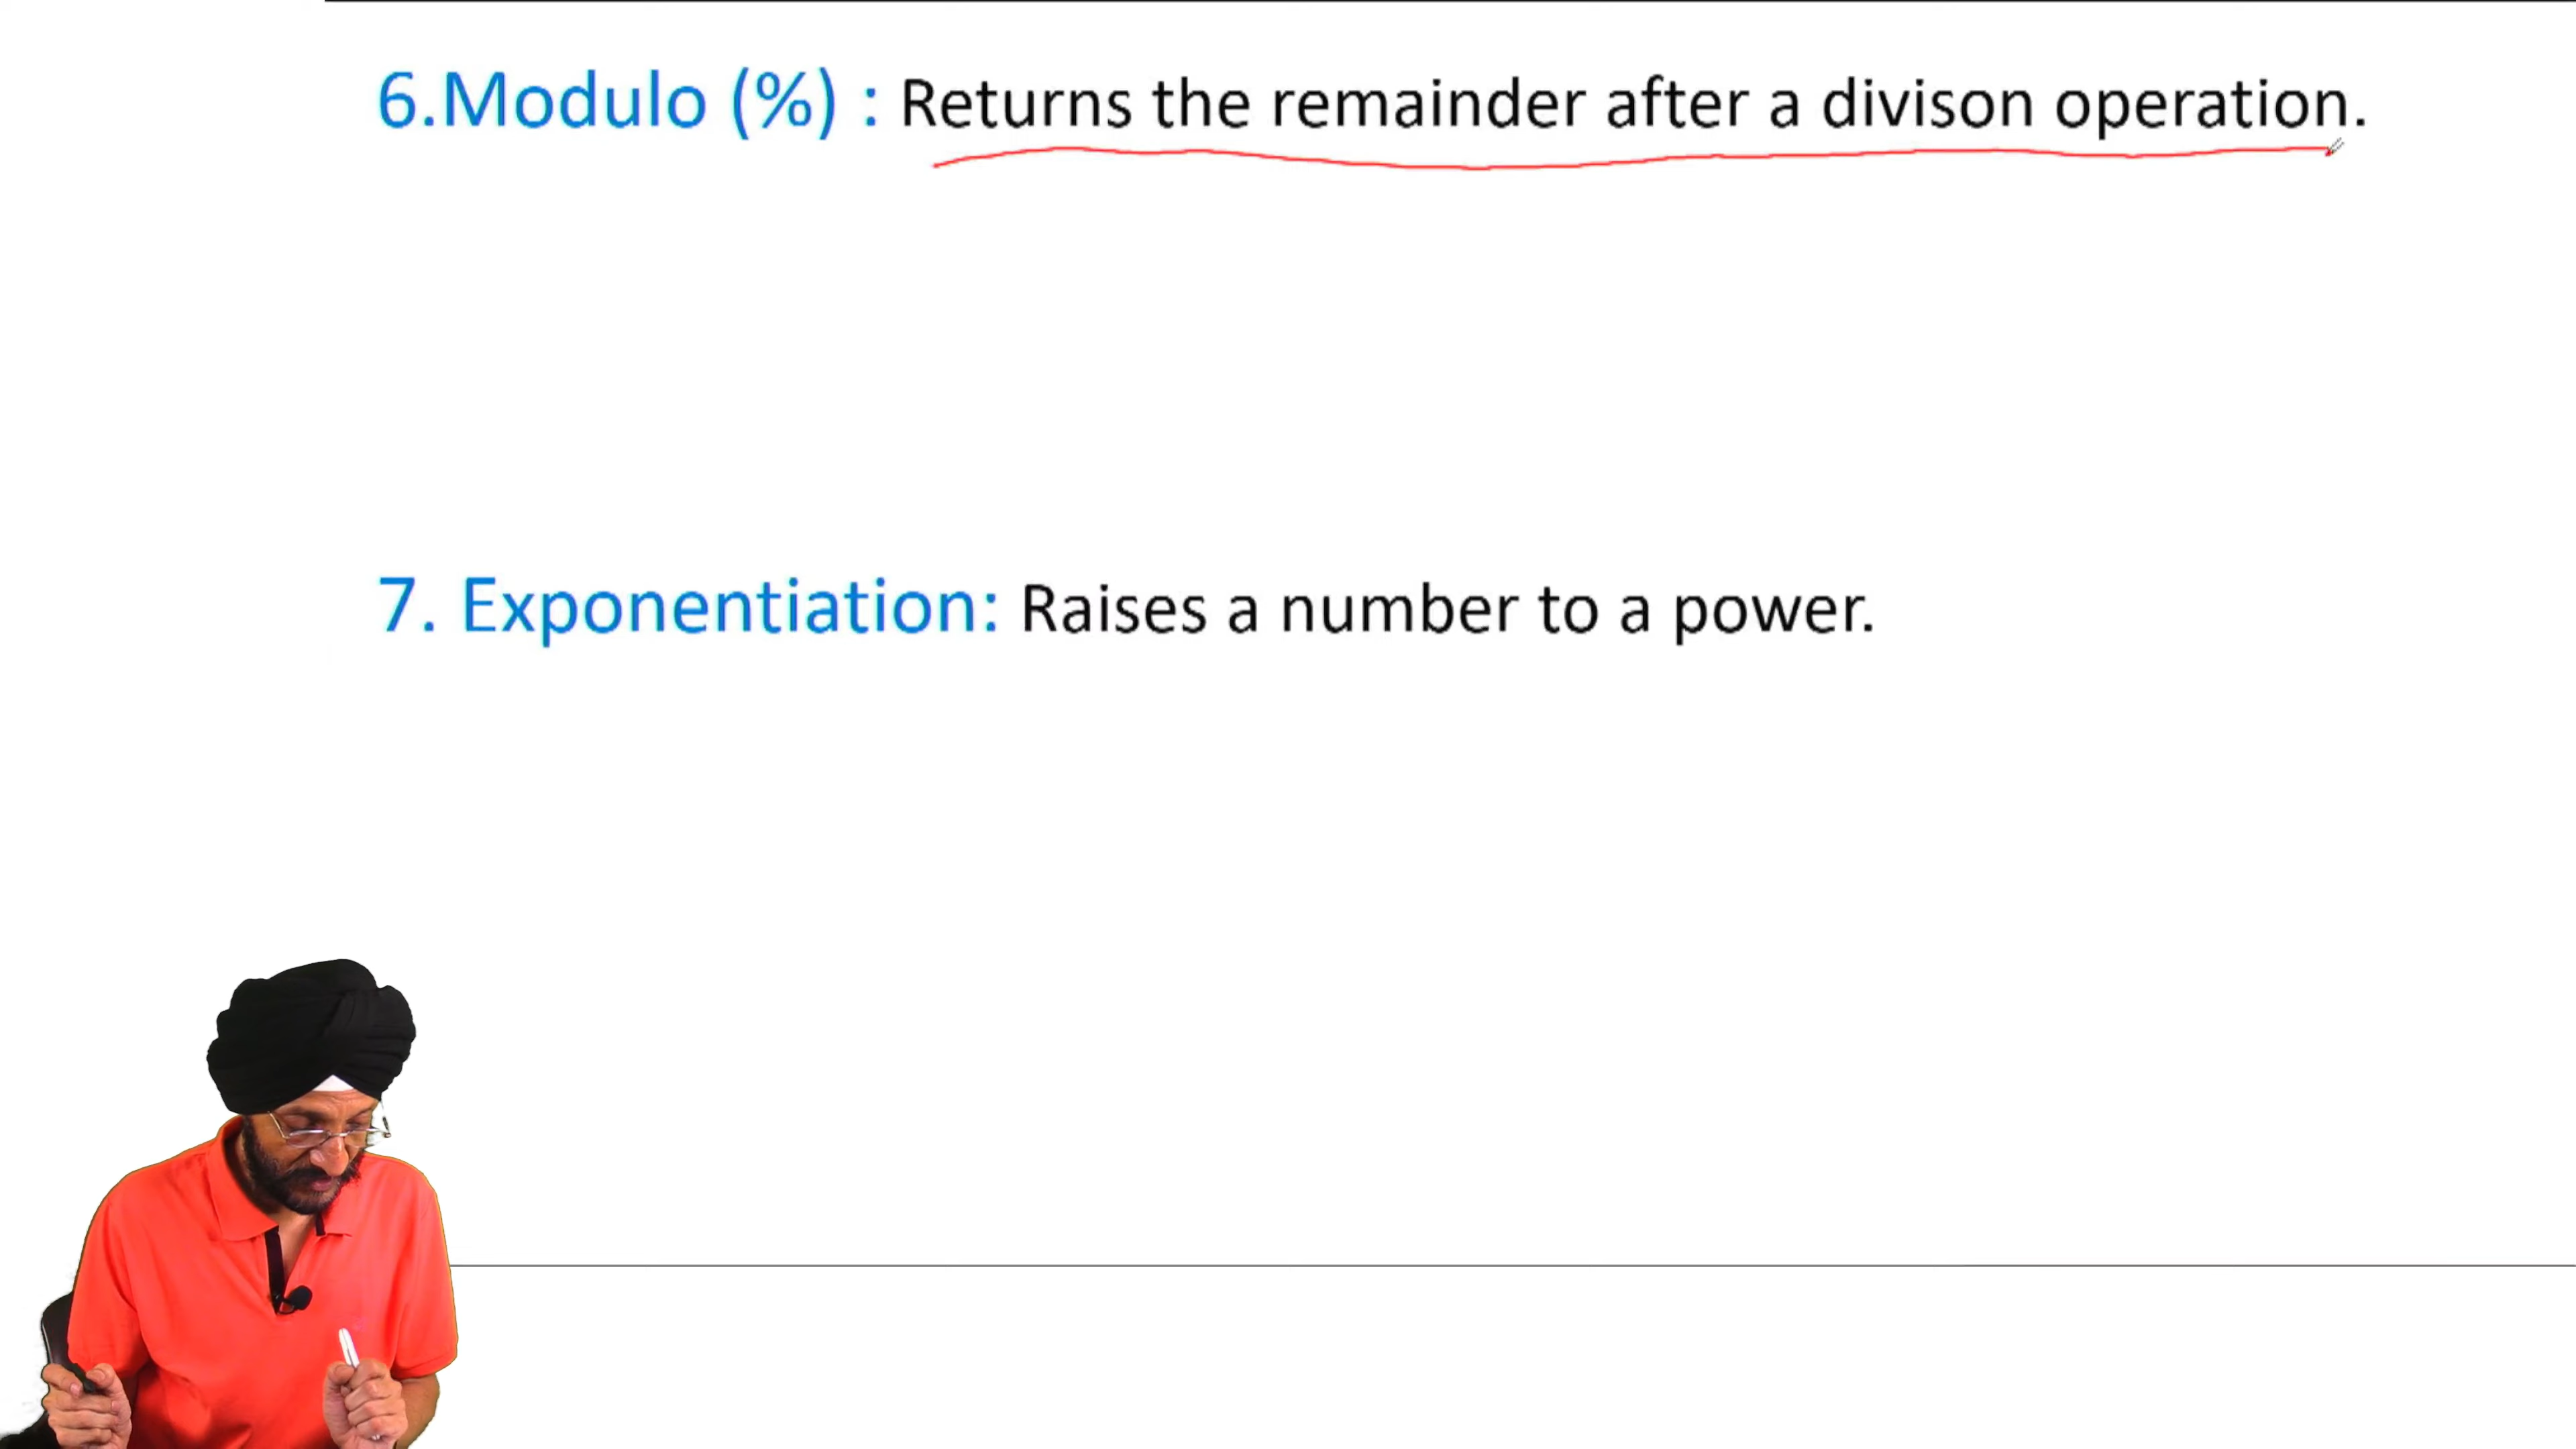 6.Modulo (%) : Returns the remainder after a divison operation.
7. Exponentiation: Raises a number to a power.